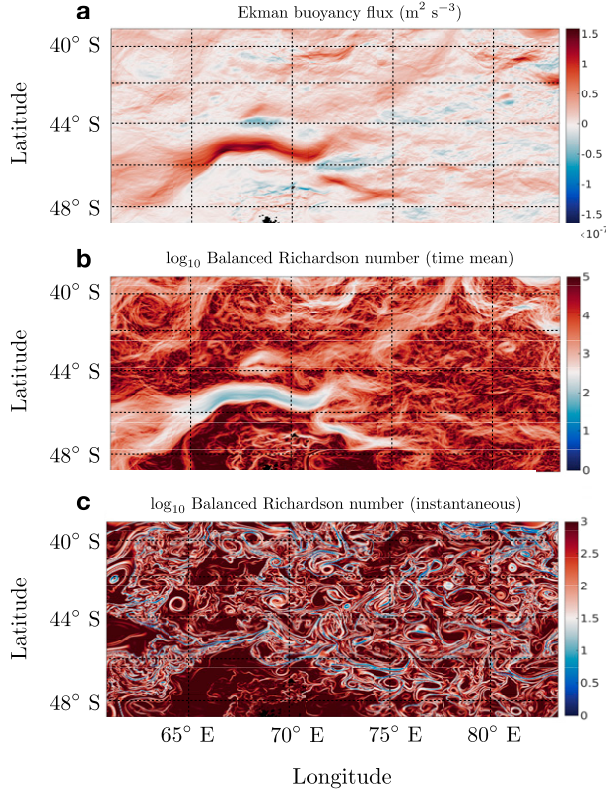 a
Ekman buoyancy flux (m² s⁻³)
40° S
44° S
48° S
Latitude
1.5
1
0.5
0
-0.5
-1
-1.5
×10⁻⁷
b
log₁₀ Balanced Richardson number (time mean)
40° S
44° S
48° S
Latitude
5
4
3
2
1
0
c
log₁₀ Balanced Richardson number (instantaneous)
40° S
44° S
48° S
Latitude
3
2.5
2
1.5
1
0.5
0
65° E 70° E 75° E 80° E
Longitude